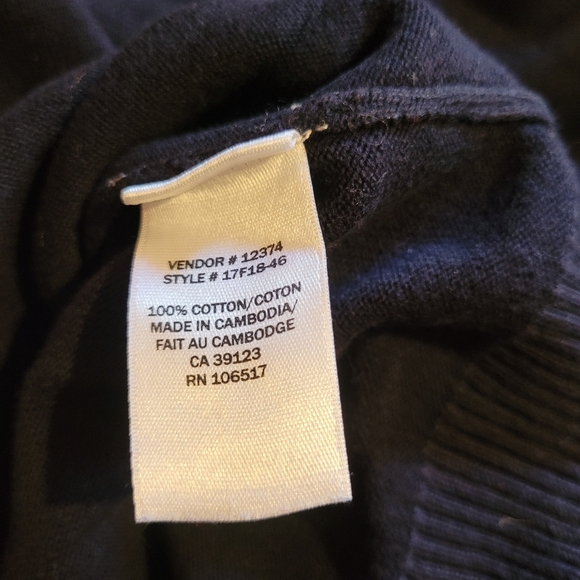 VENDOR # 12374
STYLE # 17F18-46
100% COTTON/COTON
MADE IN CAMBODIA/
FAIT AU CAMBODGE
CA 39123
RN 106517